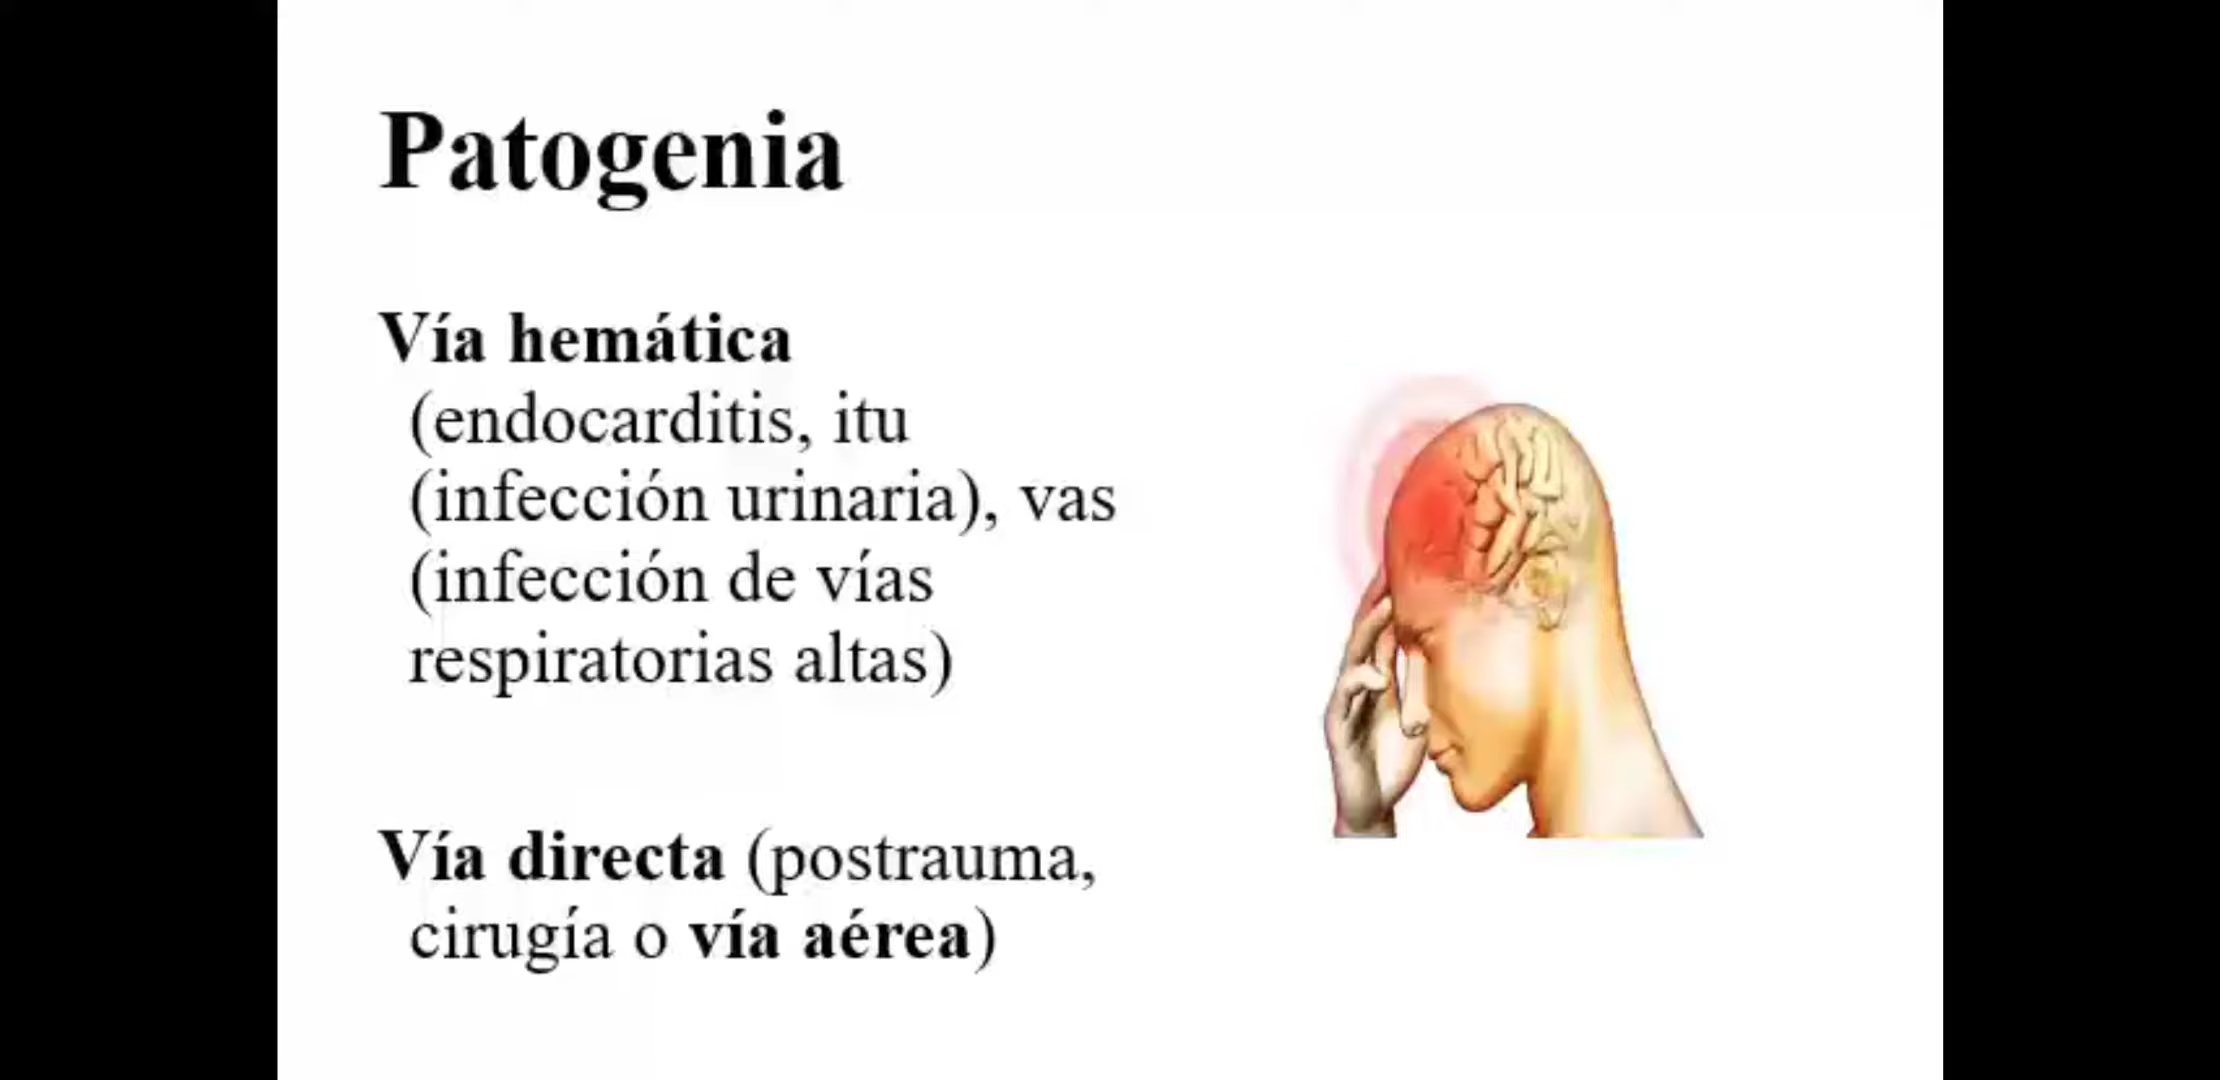 Patogenia
Vía hemática
(endocarditis, itu
(infección urinaria), vas
(infección de vías
respiratorias altas)
Vía directa (postrauma,
cirugía o vía aérea)